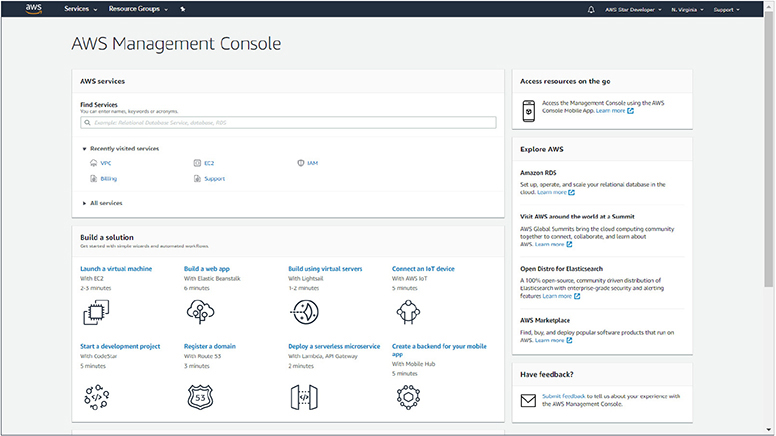 aws
Services
Resource Groups
AWS Star Developer
N. Virginia
Support
AWS Management Console
AWS services
Find Services
You can enter names, keywords or acronyms.
Example: Relational Database Service, database, RDS
Recently visited services
VPC
EC2
IAM
Billing
Support
All services
Build a solution
Get started with simple wizards and automated workflows.
Launch a virtual machine
With EC2
2-3 minutes
Build a web app
With Elastic Beanstalk
6 minutes
Build using virtual servers
With Lightsail
1-2 minutes
Connect an IoT device
With AWS IoT
5 minutes
Start a development project
With CodeStar
5 minutes
Register a domain
With Route 53
3 minutes
53
Deploy a serverless microservice
With Lambda, API Gateway
2 minutes
Create a backend for your mobile
app
With Mobile Hub
5 minutes
Access resources on the go
Access the Management Console using the AWS
Console Mobile App. Learn more
Explore AWS
Amazon RDS
Set up, operate, and scale your relational database in the
cloud. Learn more
Visit AWS around the world at a Summit
AWS Global Summits bring the cloud computing community
together to connect, collaborate, and learn about
AWS. Learn more
Open Distro for Elasticsearch
A 100% open-source, community driven distribution of
Elasticsearch with enterprise-grade security and alerting
features Learn more
AWS Marketplace
Find, buy, and deploy popular software products that run on
AWS. Learn more
Have feedback?
Submit feedback to tell us about your experience with
the AWS Management Console.